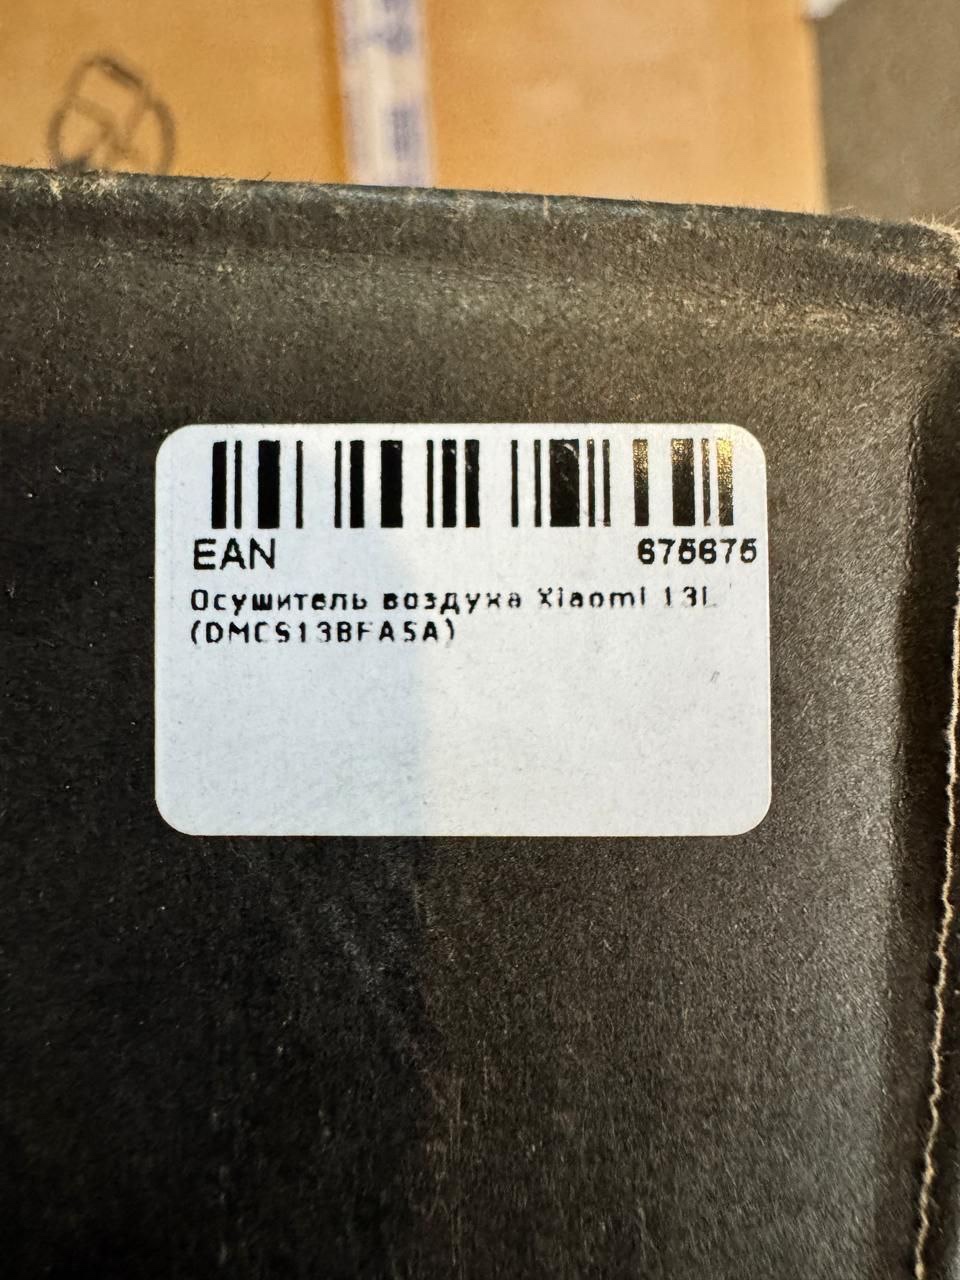 EAN 675675
Осушитель воздуха Xiaomi 13L
(DMCS13BFA5A)